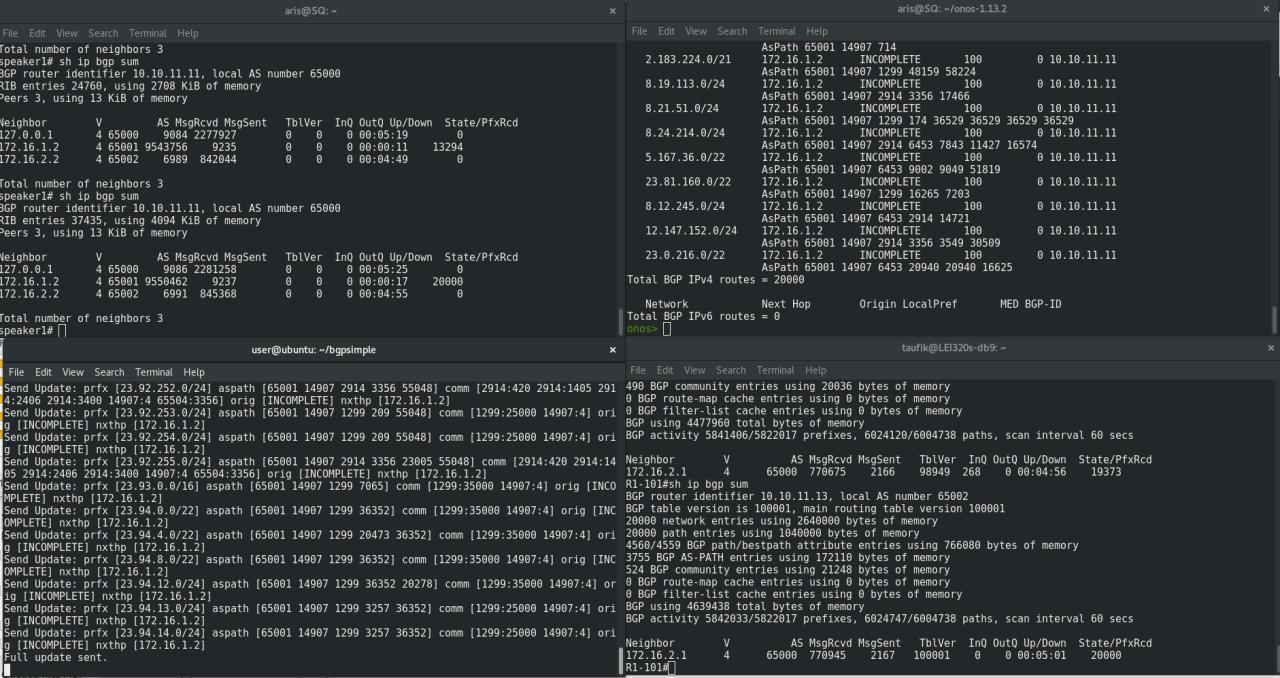 aris@SQ: ~
File Edit View Search Terminal Help
Total number of neighbors 3
speaker1# sh ip bgp sum
BGP router identifier 10.10.11.11, local AS number 65000
RIB entries 24760, using 2708 KiB of memory
Peers 3, using 13 KiB of memory
Neighbor V AS MsgRcvd MsgSent TblVer InQ OutQ Up/Down State/PfxRcd
127.0.0.1 4 65000 9084 2277927 0 0 0 00:05:19 0
172.16.1.2 4 65001 9543756 9235 0 0 0 00:00:11 13294
172.16.2.2 4 65002 6989 842044 0 0 0 00:04:49 0
Total number of neighbors 3
speaker1# sh ip bgp sum
BGP router identifier 10.10.11.11, local AS number 65000
RIB entries 37435, using 4094 KiB of memory
Peers 3, using 13 KiB of memory
Neighbor V AS MsgRcvd MsgSent TblVer InQ OutQ Up/Down State/PfxRcd
127.0.0.1 4 65000 9086 2281258 0 0 0 00:05:25 0
172.16.1.2 4 65001 9550462 9237 0 0 0 00:00:17 20000
172.16.2.2 4 65002 6991 845368 0 0 0 00:04:55 0
Total number of neighbors 3
speaker1#
aris@SQ: ~/onos-1.13.2
File Edit View Search Terminal Help
AsPath 65001 14907 714
2.183.224.0/21 172.16.1.2 INCOMPLETE 100 0 10.10.11.11
AsPath 65001 14907 1299 48159 58224
8.19.113.0/24 172.16.1.2 INCOMPLETE 100 0 10.10.11.11
AsPath 65001 14907 2914 3356 17466
8.21.51.0/24 172.16.1.2 INCOMPLETE 100 0 10.10.11.11
AsPath 65001 14907 1299 174 36529 36529 36529 36529
8.24.214.0/24 172.16.1.2 INCOMPLETE 100 0 10.10.11.11
AsPath 65001 14907 2914 6453 7843 11427 16574
5.167.36.0/22 172.16.1.2 INCOMPLETE 100 0 10.10.11.11
AsPath 65001 14907 6453 9002 9049 51819
23.81.160.0/22 172.16.1.2 INCOMPLETE 100 0 10.10.11.11
AsPath 65001 14907 1299 16265 7203
8.12.245.0/24 172.16.1.2 INCOMPLETE 100 0 10.10.11.11
AsPath 65001 14907 6453 2914 14721
12.147.152.0/24 172.16.1.2 INCOMPLETE 100 0 10.10.11.11
AsPath 65001 14907 2914 3356 3549 30509
23.0.216.0/22 172.16.1.2 INCOMPLETE 100 0 10.10.11.11
AsPath 65001 14907 6453 20940 20940 16625
Total BGP IPv4 routes = 20000
Network Next Hop Origin LocalPref MED BGP-ID
Total BGP IPv6 routes = 0
onos>
user@ubuntu: ~/bgpsimple
File Edit View Search Terminal Help
Send Update: prfx [23.92.252.0/24] aspath [65001 14907 2914 3356 55048] comm [2914:420 2914:1405 291
4:2406 2914:3400 14907:4 65504:3356] orig [INCOMPLETE] nxthp [172.16.1.2]
Send Update: prfx [23.92.253.0/24] aspath [65001 14907 1299 209 55048] comm [1299:25000 14907:4] ori
g [INCOMPLETE] nxthp [172.16.1.2]
Send Update: prfx [23.92.254.0/24] aspath [65001 14907 1299 209 55048] comm [1299:25000 14907:4] ori
g [INCOMPLETE] nxthp [172.16.1.2]
Send Update: prfx [23.92.255.0/24] aspath [65001 14907 2914 3356 23005 55048] comm [2914:420 2914:14
05 2914:2406 2914:3400 14907:4 65504:3356] orig [INCOMPLETE] nxthp [172.16.1.2]
Send Update: prfx [23.93.0.0/16] aspath [65001 14907 1299 7065] comm [1299:35000 14907:4] orig [INCO
MPLETE] nxthp [172.16.1.2]
Send Update: prfx [23.94.0.0/22] aspath [65001 14907 1299 36352] comm [1299:35000 14907:4] orig [INC
OMPLETE] nxthp [172.16.1.2]
Send Update: prfx [23.94.4.0/22] aspath [65001 14907 1299 20473 36352] comm [1299:35000 14907:4] ori
g [INCOMPLETE] nxthp [172.16.1.2]
Send Update: prfx [23.94.8.0/22] aspath [65001 14907 1299 36352] comm [1299:35000 14907:4] orig [INC
OMPLETE] nxthp [172.16.1.2]
Send Update: prfx [23.94.12.0/24] aspath [65001 14907 1299 36352 20278] comm [1299:35000 14907:4] or
ig [INCOMPLETE] nxthp [172.16.1.2]
Send Update: prfx [23.94.13.0/24] aspath [65001 14907 1299 3257 36352] comm [1299:25000 14907:4] ori
g [INCOMPLETE] nxthp [172.16.1.2]
Send Update: prfx [23.94.14.0/24] aspath [65001 14907 1299 3257 36352] comm [1299:25000 14907:4] ori
g [INCOMPLETE] nxthp [172.16.1.2]
Full update sent.
taufik@LEI320s-db9: ~
File Edit View Search Terminal Help
490 BGP community entries using 20036 bytes of memory
0 BGP route-map cache entries using 0 bytes of memory
0 BGP filter-list cache entries using 0 bytes of memory
BGP using 4477960 total bytes of memory
BGP activity 5841406/5822017 prefixes, 6024120/6004738 paths, scan interval 60 secs
Neighbor V AS MsgRcvd MsgSent TblVer InQ OutQ Up/Down State/PfxRcd
172.16.2.1 4 65000 770675 2166 98949 268 0 00:04:56 19373
R1-101#sh ip bgp sum
BGP router identifier 10.10.11.13, local AS number 65002
BGP table version is 100001, main routing table version 100001
20000 network entries using 2640000 bytes of memory
20000 path entries using 1040000 bytes of memory
4560/4559 BGP path/bestpath attribute entries using 766080 bytes of memory
3755 BGP AS-PATH entries using 172110 bytes of memory
524 BGP community entries using 21248 bytes of memory
0 BGP route-map cache entries using 0 bytes of memory
0 BGP filter-list cache entries using 0 bytes of memory
BGP using 4639438 total bytes of memory
BGP activity 5842033/5822017 prefixes, 6024747/6004738 paths, scan interval 60 secs
Neighbor V AS MsgRcvd MsgSent TblVer InQ OutQ Up/Down State/PfxRcd
172.16.2.1 4 65000 770945 2167 100001 0 0 00:05:01 20000
R1-101#